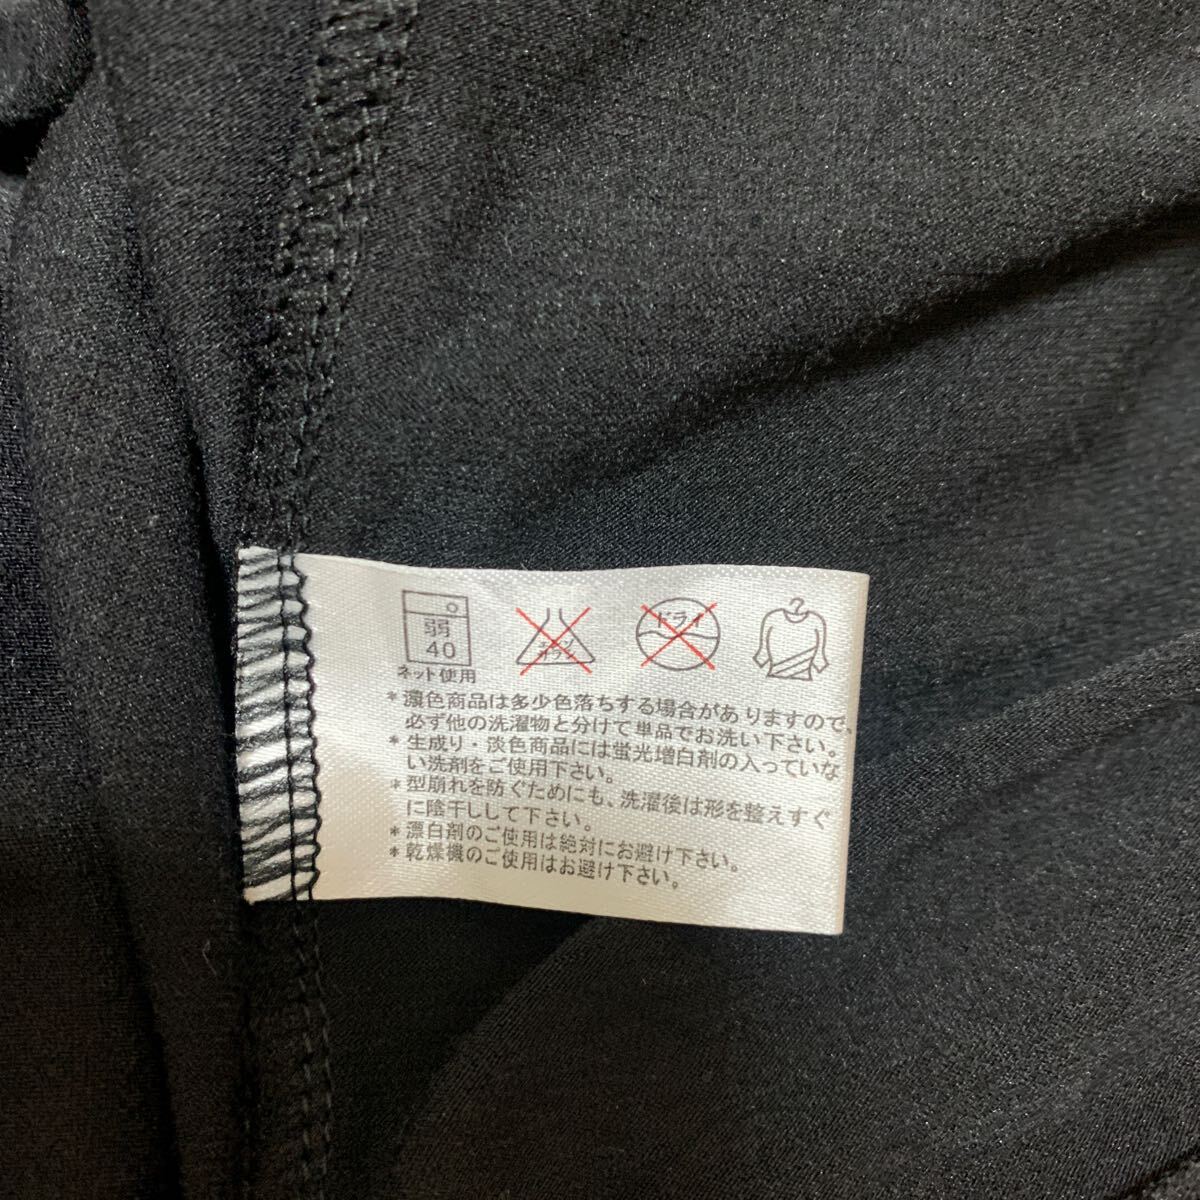 弱
40
ネット使用
エンソ
サラシ
ドライ
*濃色商品は多少色落ちする場合がありますので、
必ず他の洗濯物と分けて単品でお洗い下さい。
*生成り・淡色商品には蛍光増白剤の入っていな
い洗剤をご使用下さい。
*型崩れを防ぐためにも、洗濯後は形を整えすぐ
に陰干しして下さい。
*漂白剤のご使用は絶対にお避け下さい。
*乾燥機のご使用はお避け下さい。